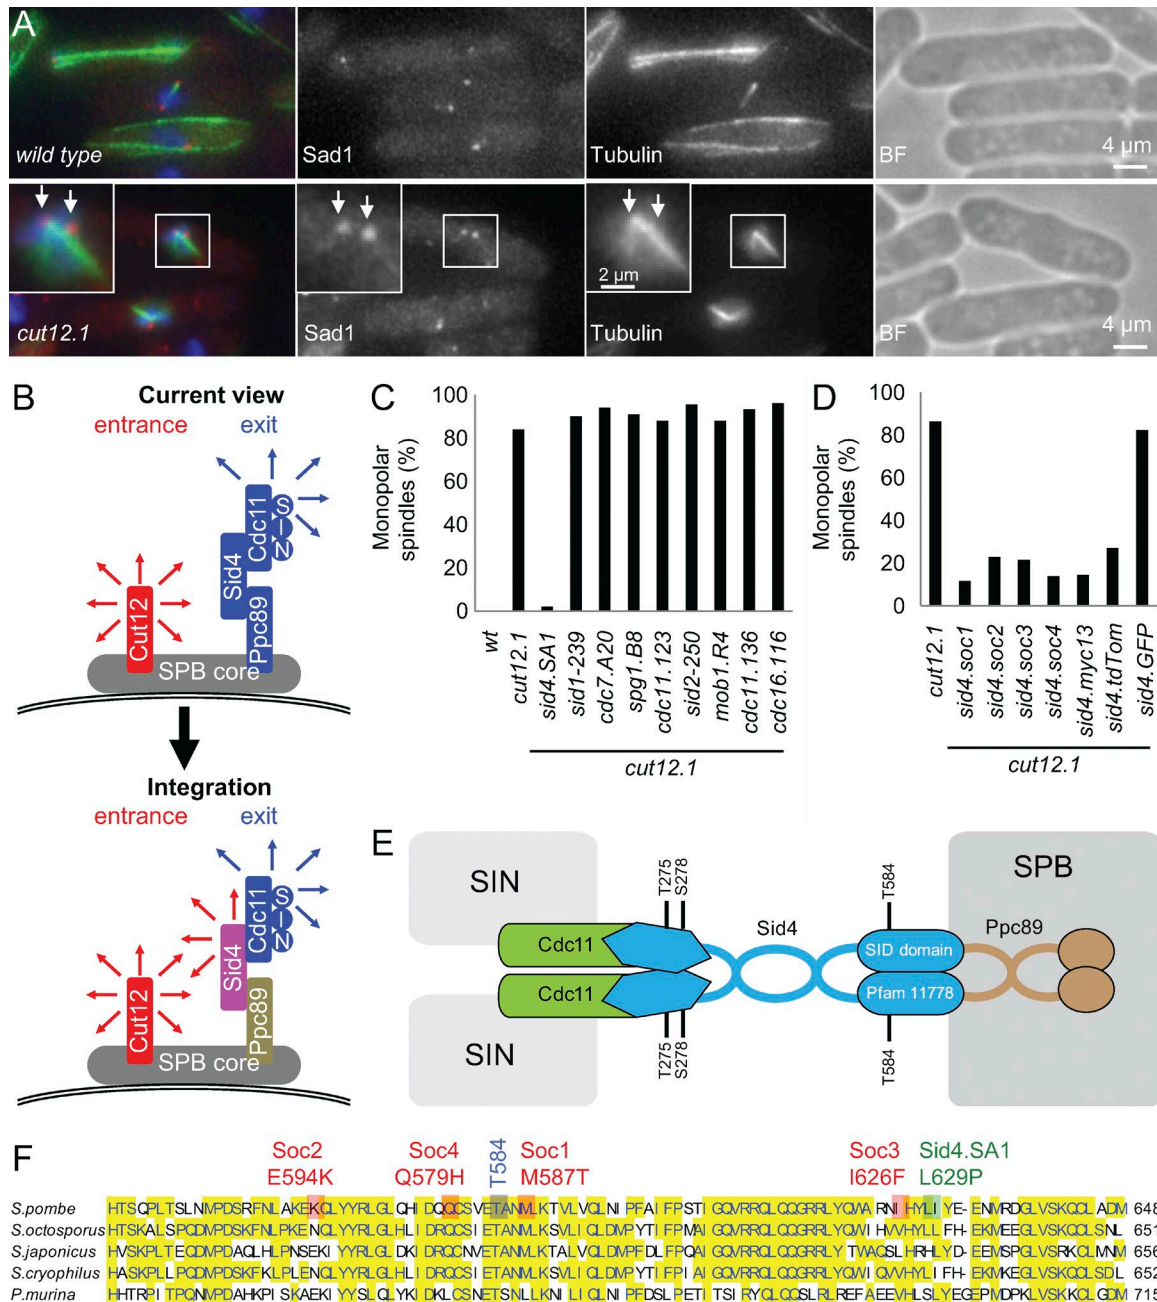 A
wild type
Sad1
Tubulin
BF
4 µm
2 µm
cut12.1
Sad1
Tubulin
BF
4 µm
B
Current view
entrance
exit
Cut12
Sid4
Cdc11
S
I
N
Ppc89
SPB core
Integration
entrance
exit
Cut12
Sid4
Cdc11
S
I
N
Ppc89
SPB core
C
Monopolar
spindles (%)
100
80
60
40
20
0
wt
cut12.1
sid4.SA1
sid1-239
cdc7.A20
spg1.B8
cdc11.123
sid2-250
mob1.R4
cdc11.136
cdc16.116
cut12.1
D
Monopolar
spindles (%)
100
80
60
40
20
0
cut12.1
sid4.soc1
sid4.soc2
sid4.soc3
sid4.soc4
sid4.myc13
sid4.tdTom
sid4.GFP
cut12.1
E
SIN
SPB
T275
S278
T584
Sid4
Ppc89
Cdc11
SID domain
Cdc11
Pfam 11778
SIN
T275
S278
T584
F
Soc2
E594K
Soc4
Q579H
T584
Soc1
M587T
Soc3
I626F
Sid4.SA1
L629P
S.pombe 648
S.octosporus 651
S.japonicus 656
S.cryophilus 652
P.murina 715